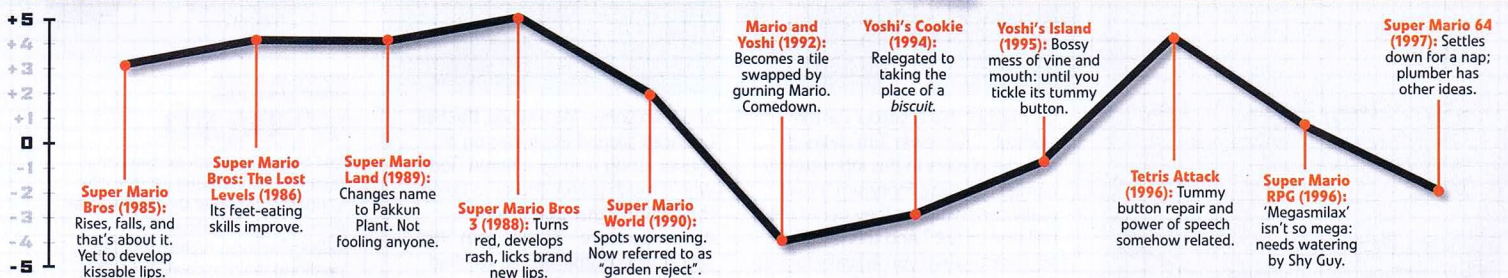 +5
+4
+3
+2
+1
0
-1
-2
-3
-4
-5
Super Mario
Bros (1985):
Rises, falls, and
that's about it.
Yet to develop
kissable lips.
Super Mario
Bros: The Lost
Levels (1986)
Its feet-eating
skills improve.
Super Mario
Land (1989):
Changes name
to Pakkun
Plant. Not
fooling anyone.
Super Mario Bros
3 (1988): Turns
red, develops
rash, licks brand
new lips.
Super Mario
World (1990):
Spots worsening.
Now referred to as
"garden reject".
Mario and
Yoshi (1992):
Becomes a tile
swapped by
gurning Mario.
Comedown.
Yoshi's Cookie
(1994):
Relegated to
taking the
place of a
biscuit.
Yoshi's Island
(1995): Bossy
mess of vine and
mouth: until you
tickle its tummy
button.
Tetris Attack
(1996): Tummy
button repair and
power of speech
somehow related.
Super Mario
RPG (1996):
'Megasmilax'
isn't so mega:
needs watering
by Shy Guy.
Super Mario 64
(1997): Settles
down for a nap;
plumber has
other ideas.